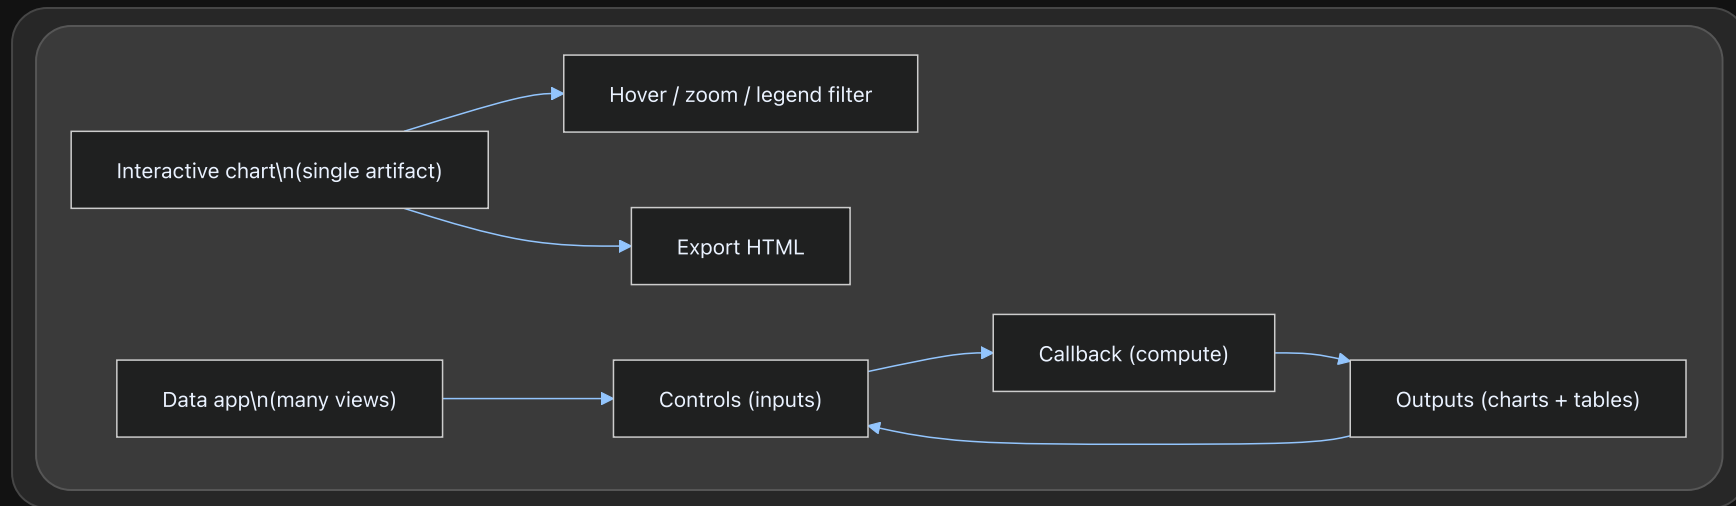 Hover / zoom / legend filter
Interactive chart\n(single artifact)
Export HTML
Callback (compute)
Data app\n(many views)
Controls (inputs)
Outputs (charts + tables)